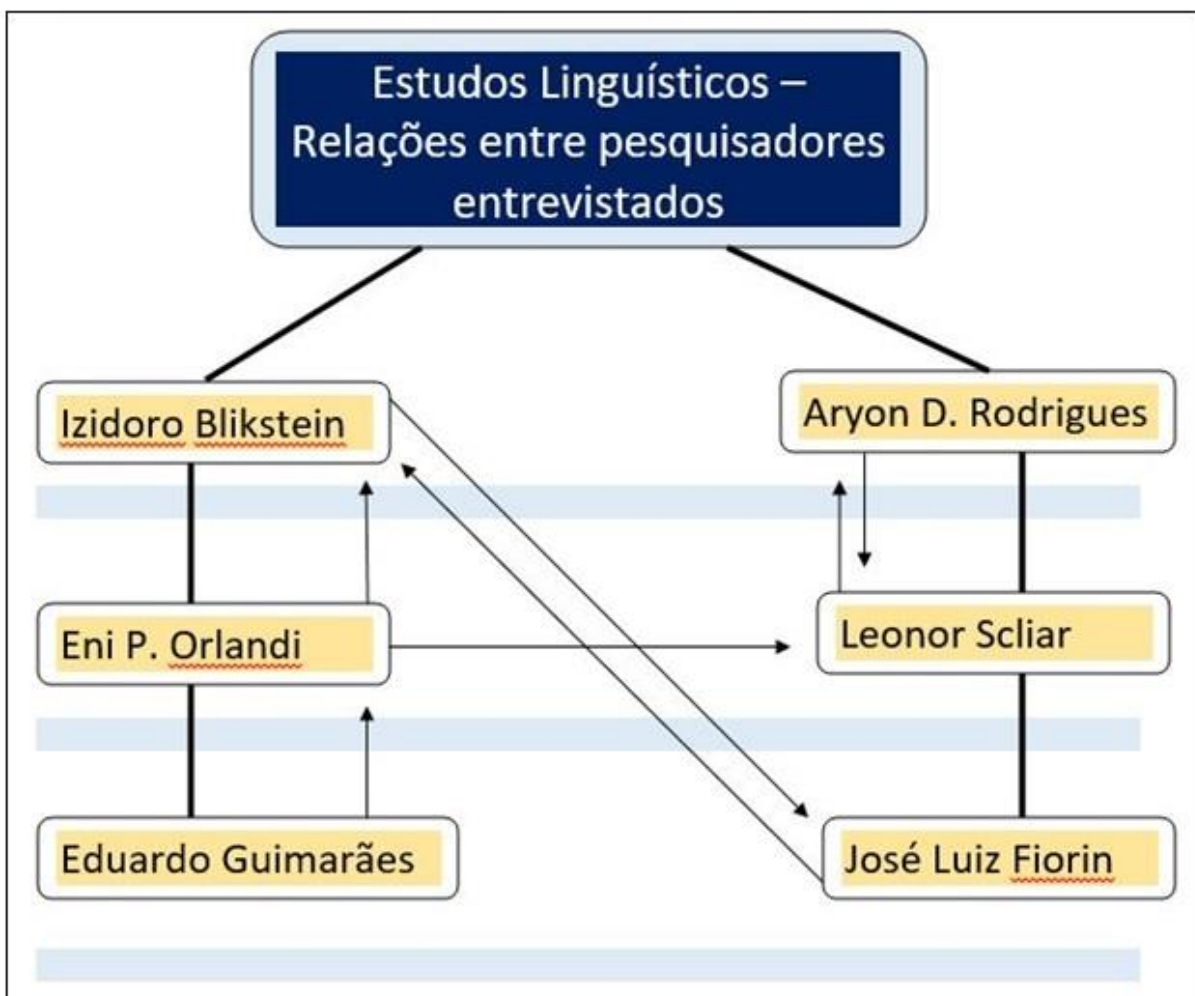 Estudos Linguísticos –
Relações entre pesquisadores
entrevistados
Izidoro Blikstein
Aryon D. Rodrigues
Eni P. Orlandi
Leonor Scliar
Eduardo Guimarães
José Luiz Fiorin